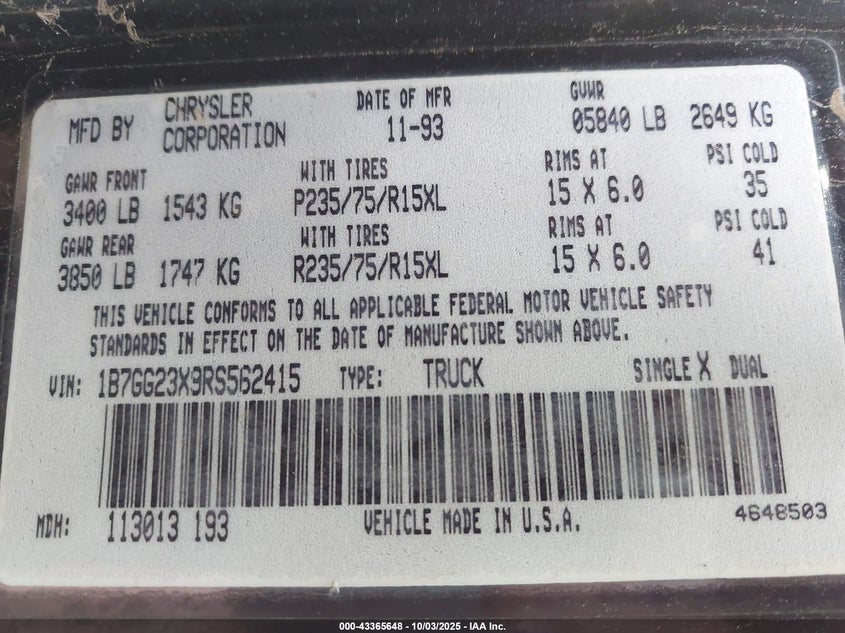 MFD BY CHRYSLER CORPORATION DATE OF MFR 11-93 GVWR 05840 LB 2649 KG
GAWR FRONT WITH TIRES RIMS AT PSI COLD
3400 LB 1543 KG P235/75/R15XL 15 X 6.0 35
GAWR REAR WITH TIRES RIMS AT PSI COLD
3850 LB 1747 KG R235/75/R15XL 15 X 6.0 41
THIS VEHICLE CONFORMS TO ALL APPLICABLE FEDERAL MOTOR VEHICLE SAFETY
STANDARDS IN EFFECT ON THE DATE OF MANUFACTURE SHOWN ABOVE.
VIN: 1B7GG23X9RS562415 TYPE: TRUCK SINGLE X DUAL
MDH: 113013 193 VEHICLE MADE IN U.S.A. 4648503
000-43365648 - 10/03/2025 - IAA Inc.